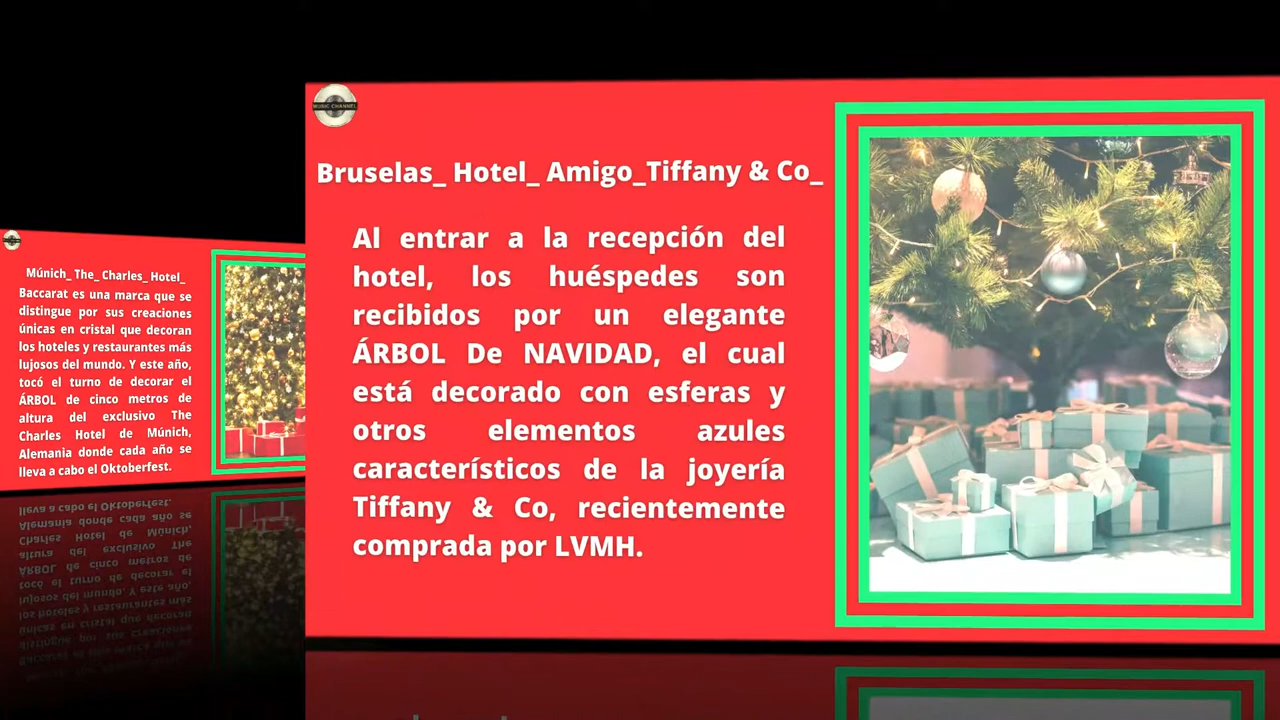 MUSIC CHANNEL
Bruselas_ Hotel_ Amigo_Tiffany & Co_
Al entrar a la recepción del
hotel, los huéspedes son
recibidos por un elegante
ÁRBOL De NAVIDAD, el cual
está decorado con esferas y
otros elementos azules
característicos de la joyería
Tiffany & Co, recientemente
comprada por LVMH.
Múnich_ The_ Charles_ Hotel_
Baccarat es una marca que se
distingue por sus creaciones
únicas en cristal que decoran
los hoteles y restaurantes más
lujosos del mundo. Y este año,
tocó el turno de decorar el
ÁRBOL de cinco metros de
altura del exclusivo The
Charles Hotel de Múnich,
Alemania donde cada año se
lleva a cabo el Oktoberfest.